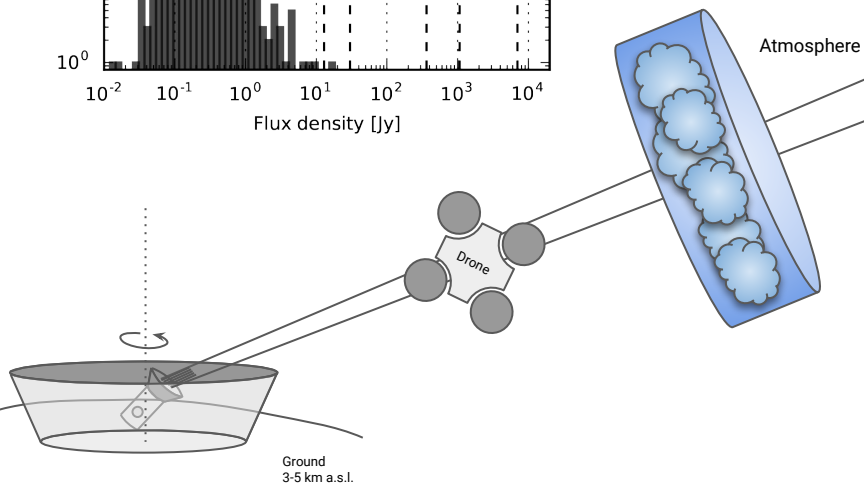 Atmosphere
10⁰
10⁻² 10⁻¹ 10⁰ 10¹ 10² 10³ 10⁴
Flux density [Jy]
Drone
Ground
3-5 km a.s.l.